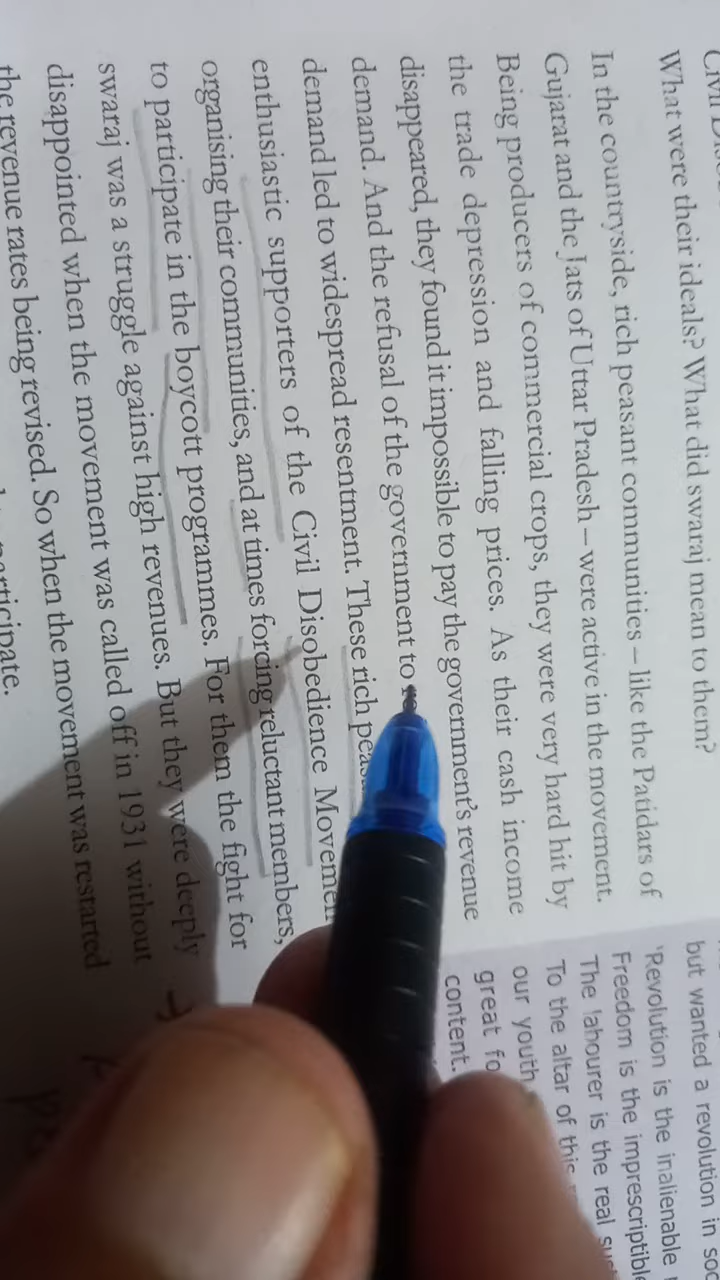 What were their ideals? What did swaraj mean to them?
In the countryside, rich peasant communities – like the Patidars of
Gujarat and the Jats of Uttar Pradesh – were active in the movement.
Being producers of commercial crops, they were very hard hit by
the trade depression and falling prices. As their cash income
disappeared, they found it impossible to pay the government's revenue
demand. And the refusal of the government to
demand led to widespread resentment. These rich
enthusiastic supporters of the Civil Disobedience
organising their communities, and at times forcing reluctant members,
to participate in the boycott programmes. For them the fight for
swaraj was a struggle against high revenues. But they were deeply
disappointed when the movement was called off in 1931 without
the revenue rates being revised. So when the movement was restarted
participate.
but wanted a revolution in
'Revolution is the inalienable
Freedom is the
The labourer is the real
To the altar of this
our youth
great
content.